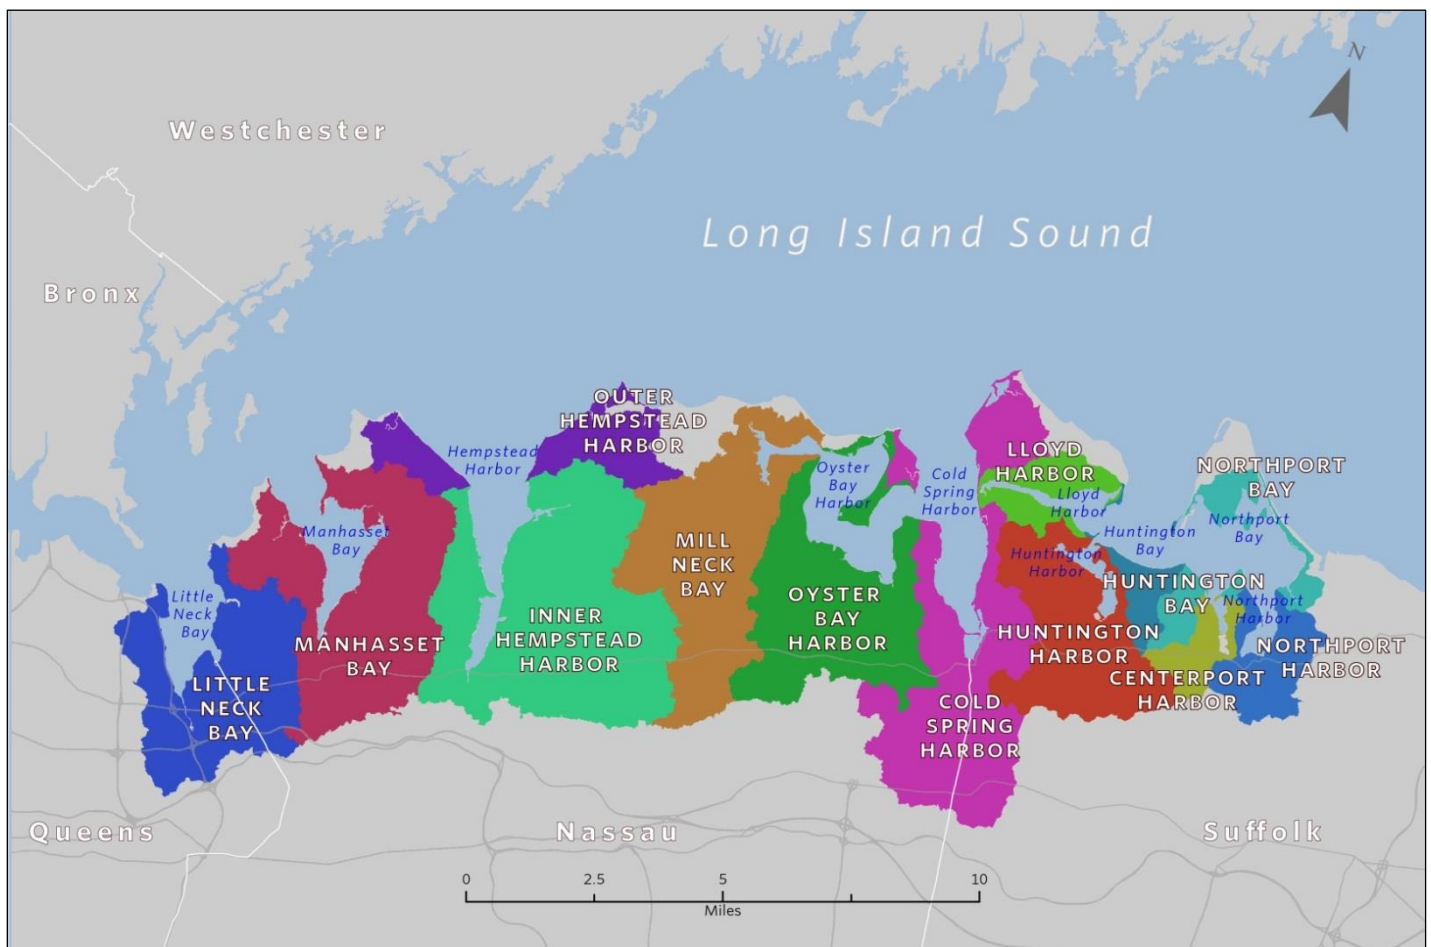 N
Westchester
Long Island Sound
Bronx
OUTER
HEMPSTEAD
HARBOR
Hempstead
Harbor
LLOYD
HARBOR
NORTHPORT
BAY
Oyster
Bay
Harbor
Cold
Spring
Harbor
Lloyd
Harbor
Northport
Bay
Manhasset
Bay
Huntington
Bay
Huntington
Harbor
MILL
NECK
BAY
HUNTINGTON
BAY
Little
Neck
Bay
OYSTER
BAY
HARBOR
Northport
Harbor
INNER
HEMPSTEAD
HARBOR
HUNTINGTON
HARBOR
MANHASSET
BAY
NORTHPORT
HARBOR
LITTLE
NECK
BAY
CENTERPORT
HARBOR
COLD
SPRING
HARBOR
Queens
Nassau
Suffolk
0 2.5 5 10
Miles